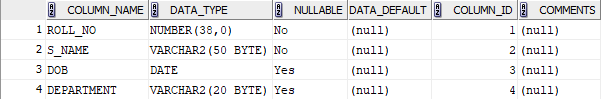 COLUMN_NAME DATA_TYPE NULLABLE DATA_DEFAULT COLUMN_ID COMMENTS
1 ROLL_NO NUMBER(38,0) No (null) 1 (null)
2 S_NAME VARCHAR2(50 BYTE) No (null) 2 (null)
3 DOB DATE Yes (null) 3 (null)
4 DEPARTMENT VARCHAR2(20 BYTE) Yes (null) 4 (null)